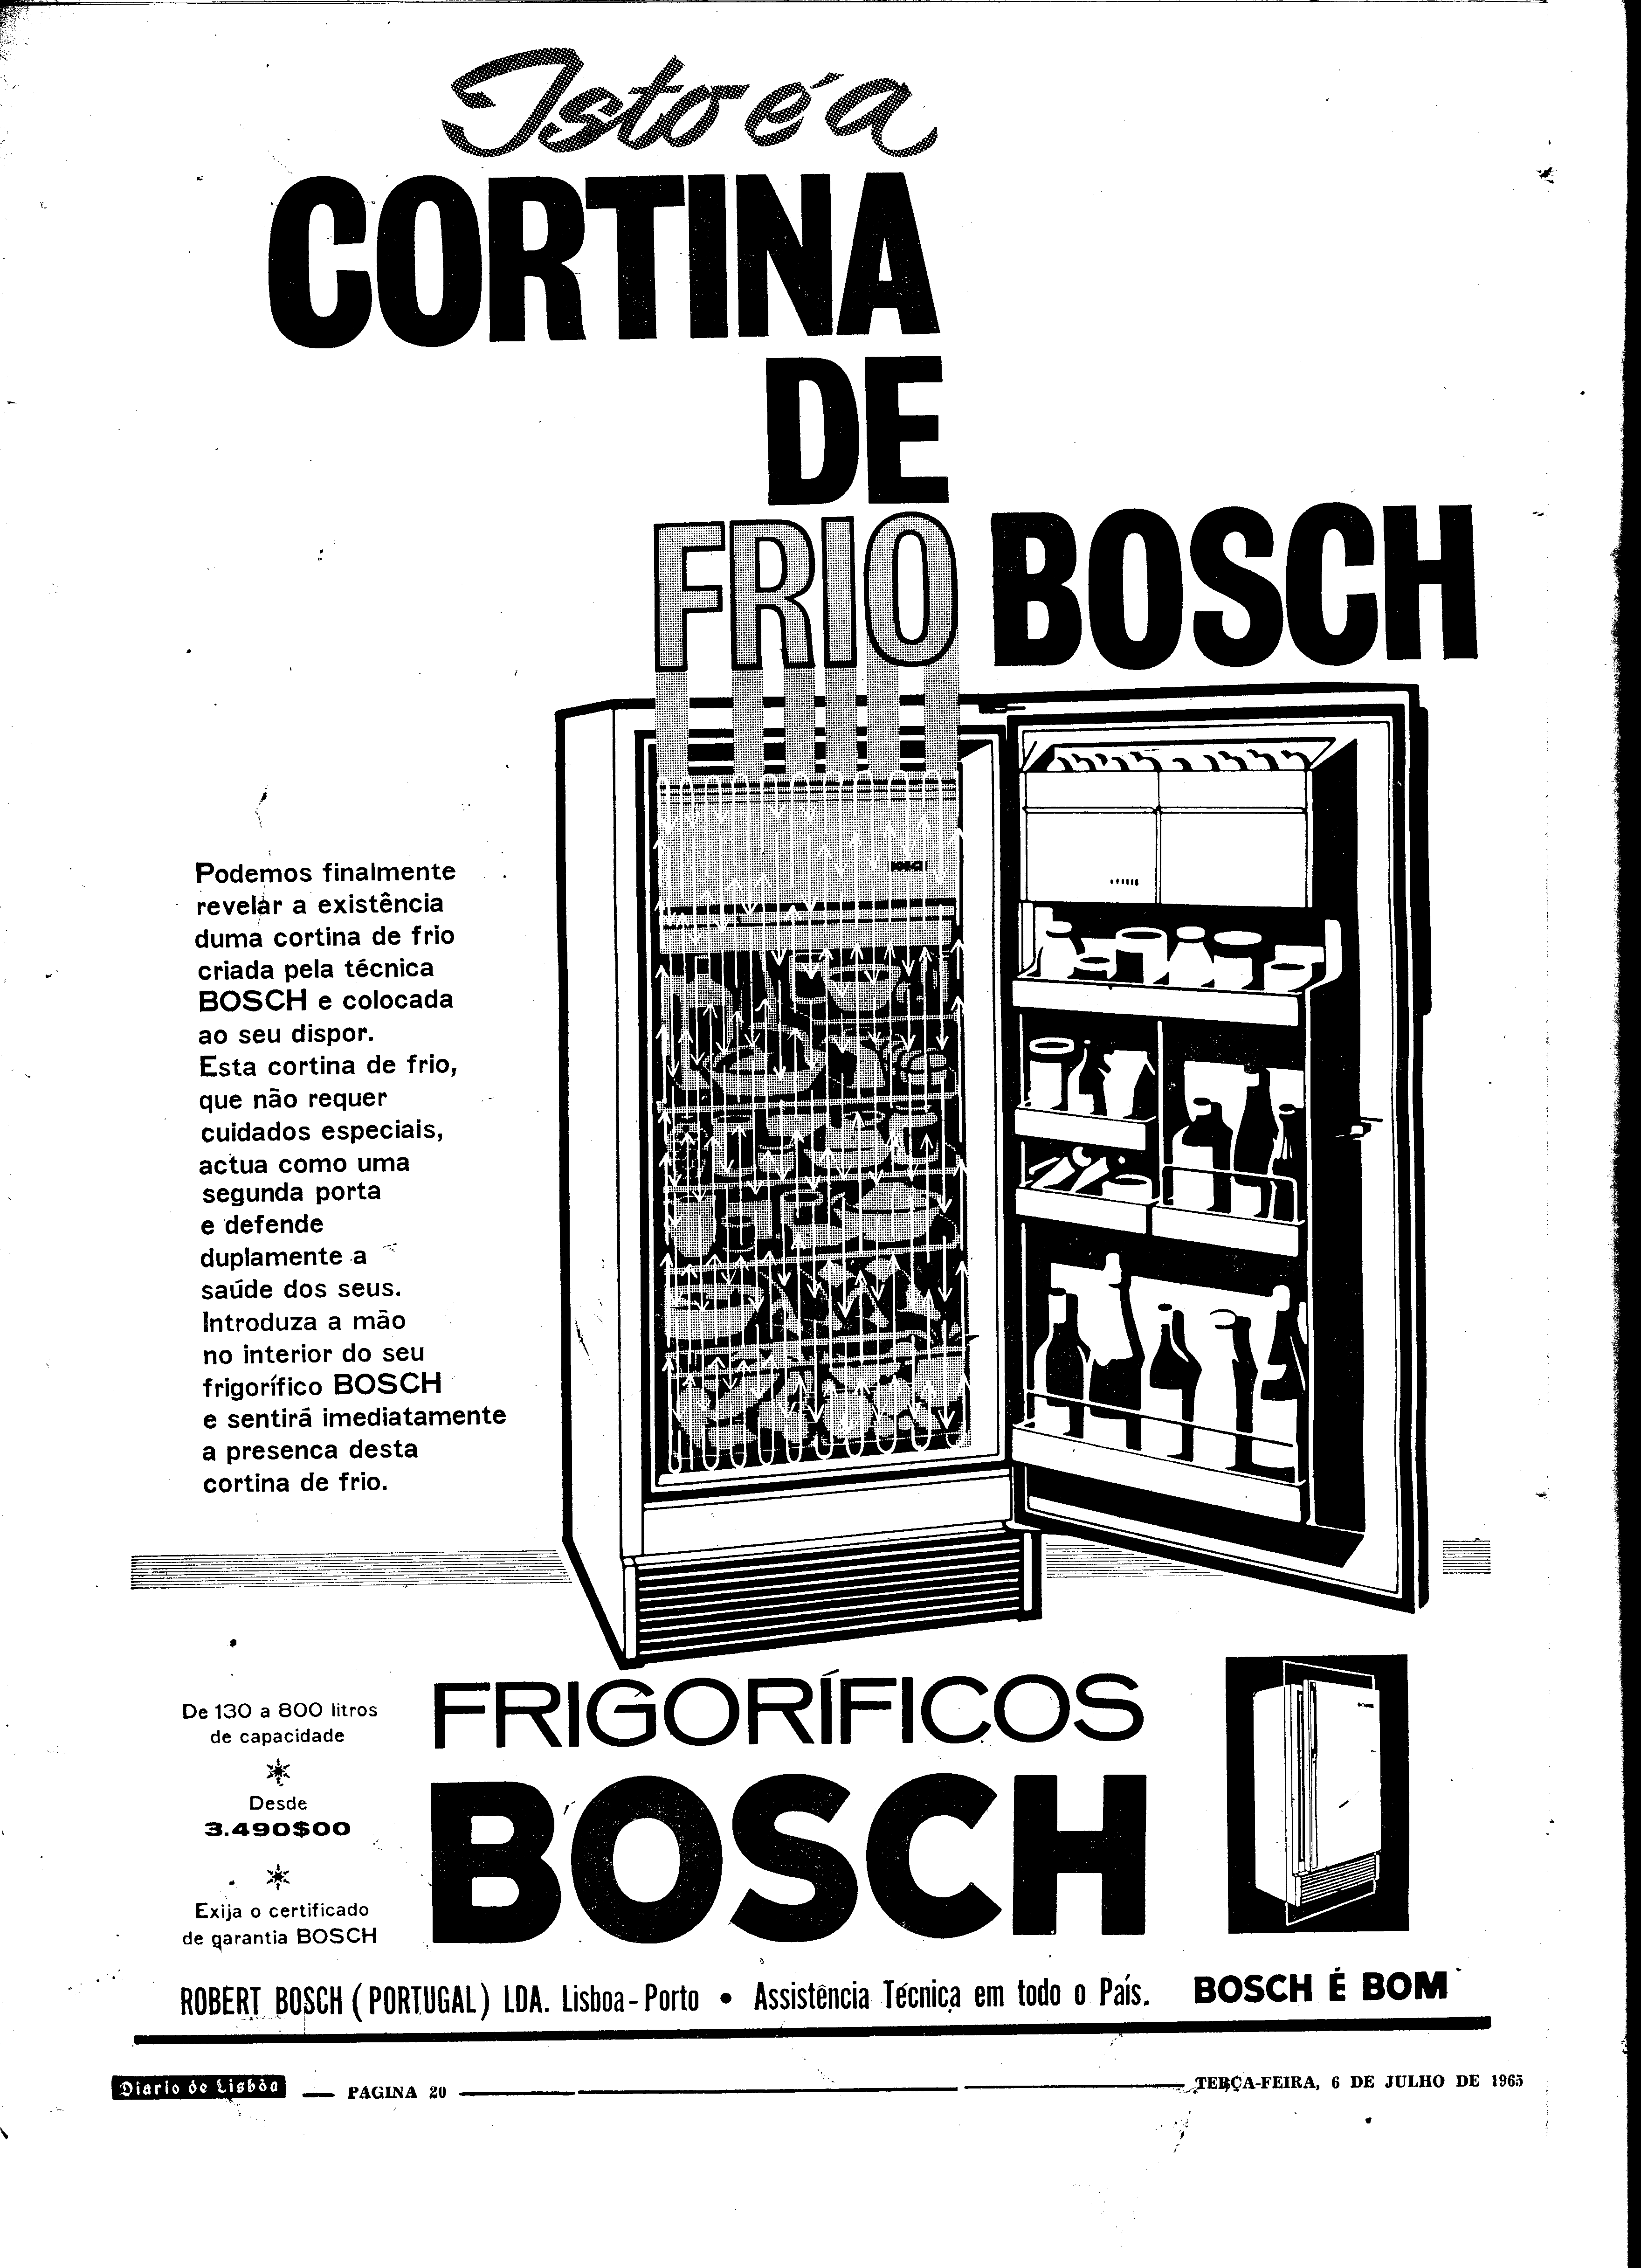 Isto é a
CORTINA
DE
FRIO BOSCH
BOSCH
Podemos finalmente
revelar a existência
duma cortina de frio
criada pela técnica
BOSCH e colocada
ao seu dispor.
Esta cortina de frio,
que não requer
cuidados especiais,
actua como uma
segunda porta
e defende
duplamente a
saúde dos seus.
Introduza a mão
no interior do seu
frigorífico BOSCH
e sentirá imediatamente
a presenca desta
cortina de frio.
De 130 a 800 litros
de capacidade
Desde
3.490$00
Exija o certificado
de garantia BOSCH
FRIGORÍFICOS
BOSCH
ROBERT BOSCH (PORTUGAL) LDA. Lisboa-Porto • Assistência Técnica em todo o País. BOSCH É BOM
Diario de Lisbôa — PAGINA 20 — TERÇA-FEIRA, 6 DE JULHO DE 1965